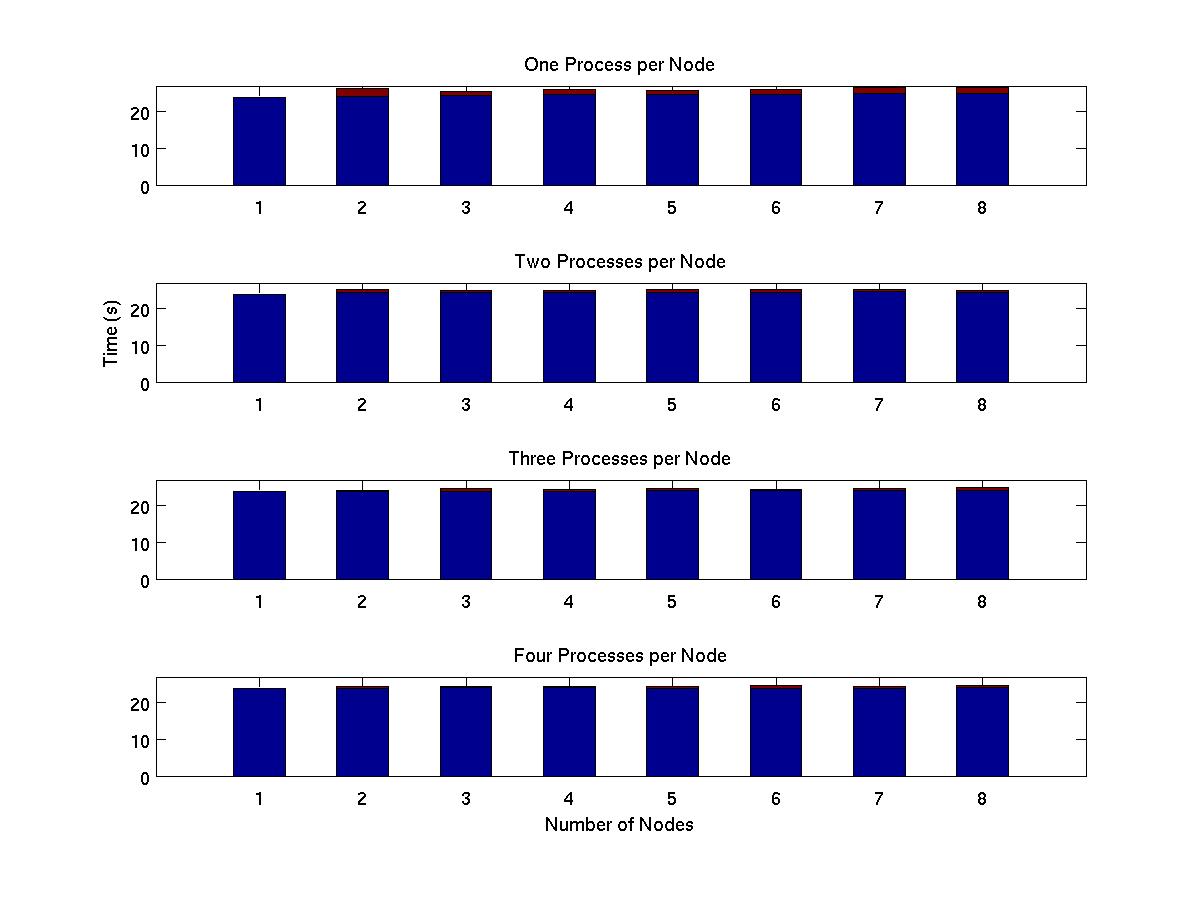 One Process per Node
20
10
0
1 2 3 4 5 6 7 8
Two Processes per Node
Time (s)
20
10
0
1 2 3 4 5 6 7 8
Three Processes per Node
20
10
0
1 2 3 4 5 6 7 8
Four Processes per Node
20
10
0
1 2 3 4 5 6 7 8
Number of Nodes